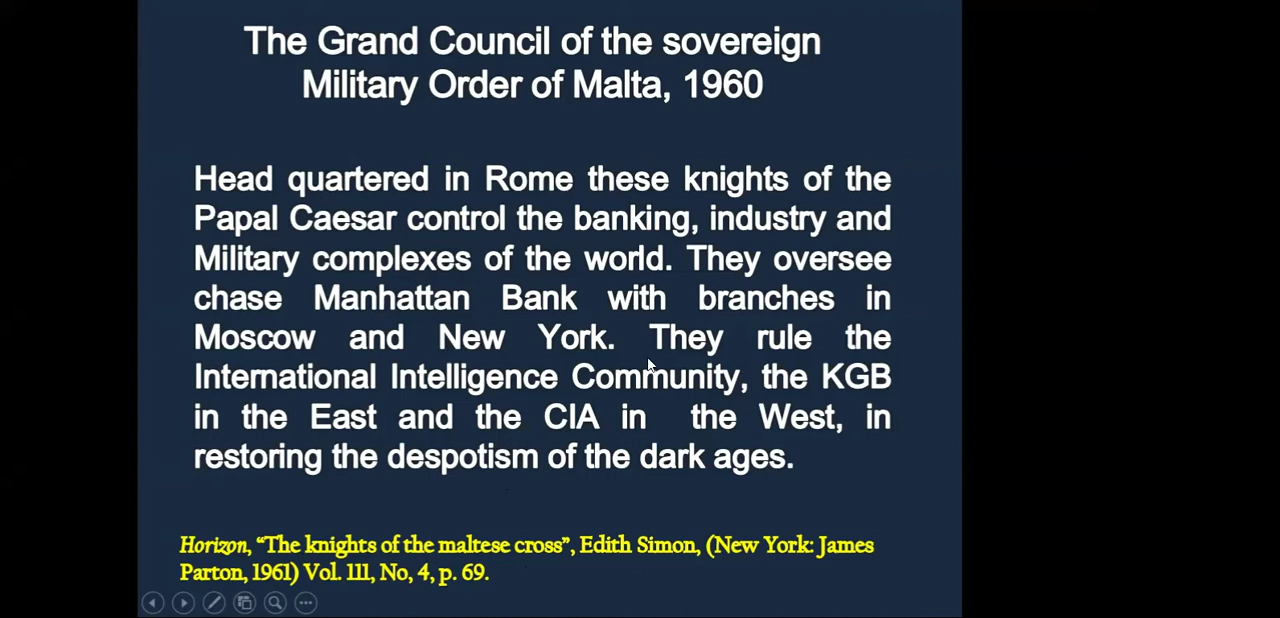 The Grand Council of the sovereign
Military Order of Malta, 1960
Head quartered in Rome these knights of the
Papal Caesar control the banking, industry and
Military complexes of the world. They oversee
chase Manhattan Bank with branches in
Moscow and New York. They rule the
International Intelligence Community, the KGB
in the East and the CIA in the West, in
restoring the despotism of the dark ages.
Horizon, “The knights of the maltese cross”, Edith Simon, (New York: James
Parton, 1961) Vol. 111, No, 4, p. 69.